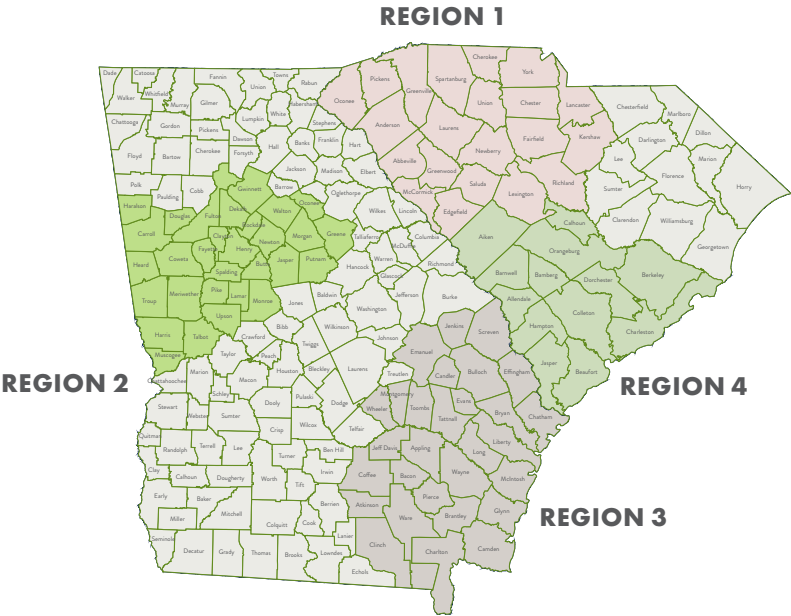 REGION 1
Cherokee
York
Pickens
Spartanburg
Greenville
Oconee
Union
Chester
Lancaster
Anderson
Laurens
Fairfield
Kershaw
Chesterfield
Marlboro
Dillon
Darlington
Lee
Marion
Florence
Horry
Abbeville
Newberry
Greenwood
McCormick
Saluda
Lexington
Richland
Edgefield
Sumter
Clarendon
Williamsburg
Georgetown
Dade
Catoosa
Fannin
Towns
Rabun
Union
Walker
Whitfield
Murray
Gilmer
White
Habersham
Lumpkin
Stephens
Chattooga
Gordon
Pickens
Dawson
Hall
Banks
Franklin
Hart
Floyd
Bartow
Cherokee
Forsyth
Jackson
Madison
Elbert
Polk
Paulding
Cobb
Gwinnett
Barrow
Oglethorpe
Haralson
Douglas
Fulton
Dekalb
Walton
Oconee
Wilkes
Lincoln
Rockdale
Carroll
Clayton
Newton
Morgan
Greene
Taliaferro
McDuffie
Columbia
Fayette
Henry
Heard
Coweta
Spalding
Butts
Jasper
Putnam
Hancock
Warren
Glascock
Richmond
Troup
Meriwether
Pike
Lamar
Monroe
Jones
Baldwin
Washington
Jefferson
Burke
Upson
Harris
Talbot
Crawford
Bibb
Twiggs
Wilkinson
Johnson
Jenkins
Screven
Muscogee
Taylor
Peach
Emanuel
Aiken
Calhoun
Orangeburg
Barnwell
Bamberg
Dorchester
Berkeley
Allendale
Colleton
Hampton
Charleston
Jasper
Beaufort
REGION 2
REGION 4
Chattahoochee
Marion
Macon
Houston
Bleckley
Laurens
Treutlen
Candler
Bulloch
Effingham
Stewart
Webster
Schley
Sumter
Dooly
Pulaski
Dodge
Wheeler
Montgomery
Toombs
Tattnall
Evans
Bryan
Chatham
Quitman
Randolph
Terrell
Lee
Crisp
Wilcox
Telfair
Turner
Ben Hill
Jeff Davis
Appling
Long
Liberty
Clay
Calhoun
Dougherty
Worth
Tift
Irwin
Coffee
Bacon
Wayne
McIntosh
Early
Baker
Mitchell
Berrien
Atkinson
Pierce
Glynn
Miller
Colquitt
Cook
Ware
Brantley
Seminole
Decatur
Grady
Thomas
Brooks
Lowndes
Lanier
Clinch
Echols
Charlton
Camden
REGION 3